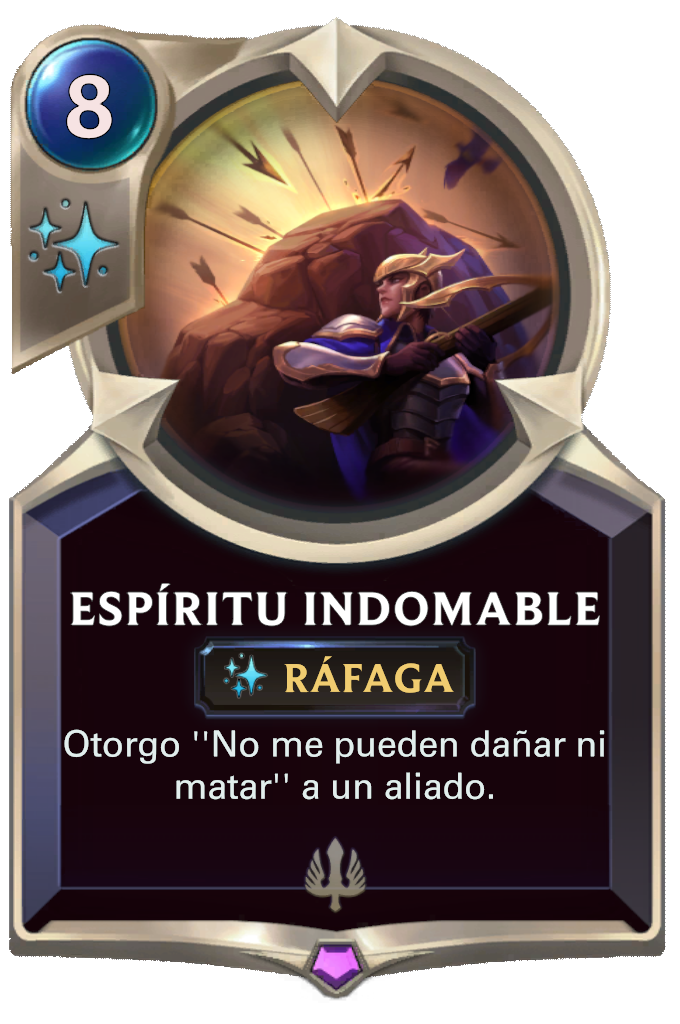 8
ESPÍRITU INDOMABLE
RÁFAGA
Otorgo ''No me pueden dañar ni
matar'' a un aliado.